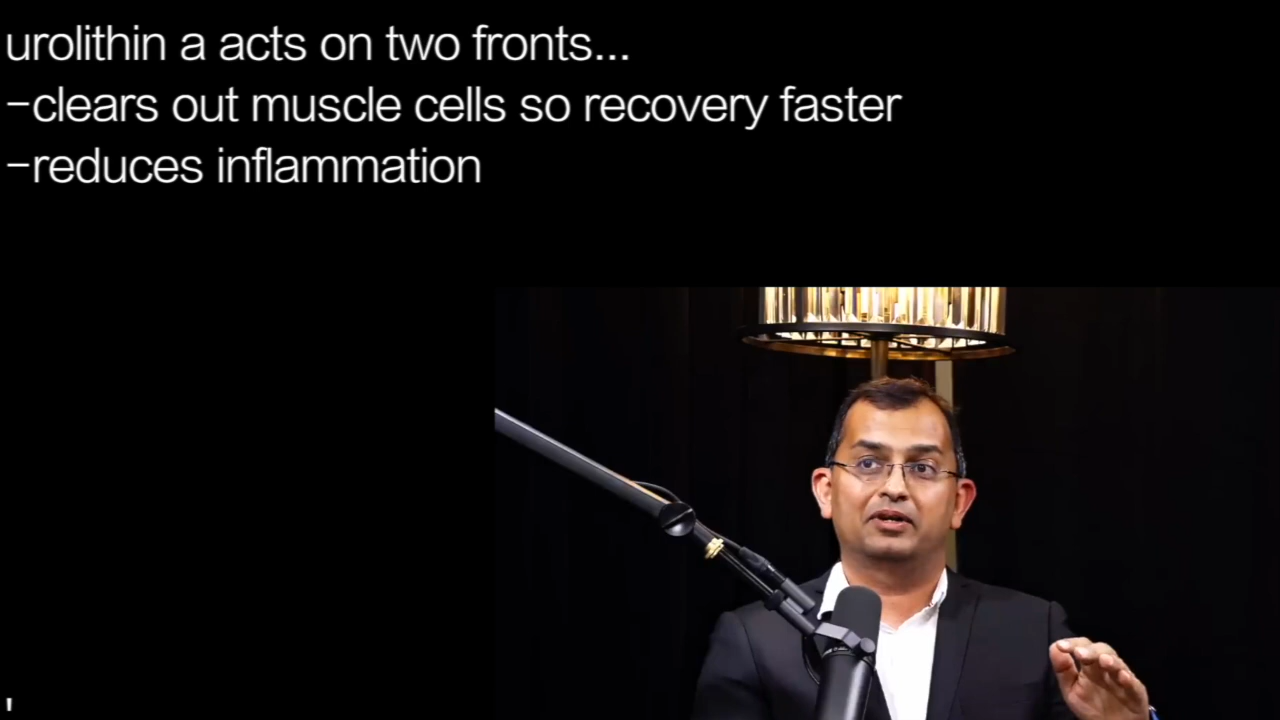 urolithin a acts on two fronts...
-clears out muscle cells so recovery faster
-reduces inflammation
'